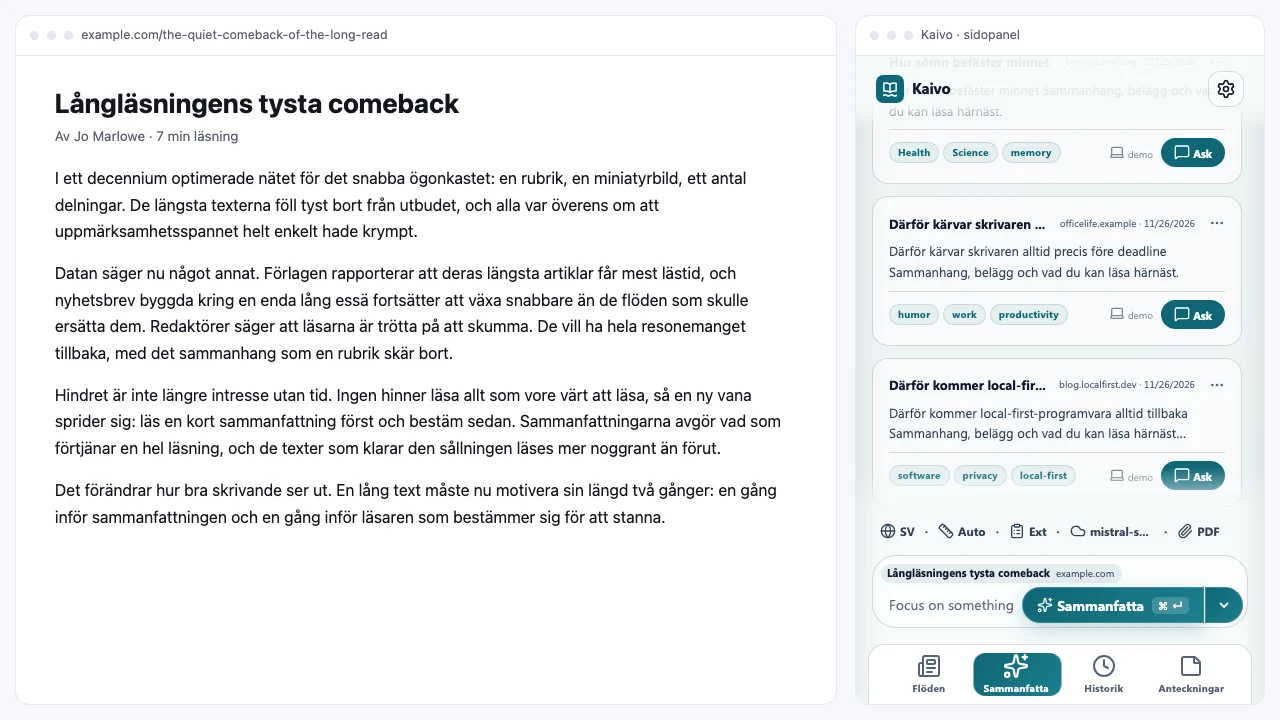 example.com/the-quiet-comeback-of-the-long-read
Långläsningens tysta comeback
Av Jo Marlowe · 7 min läsning
I ett decennium optimerade nätet för det snabba ögonkastet: en rubrik, en miniatyrbild, ett antal
delningar. De längsta texterna föll tyst bort från utbudet, och alla var överens om att
uppmärksamhetsspannet helt enkelt hade krympt.
Datan säger nu något annat. Förlagen rapporterar att deras längsta artiklar får mest lästid, och
nyhetsbrev byggda kring en enda lång essä fortsätter att växa snabbare än de flöden som skulle
ersätta dem. Redaktörer säger att läsarna är trötta på att skumma. De vill ha hela resonemanget
tillbaka, med det sammanhang som en rubrik skär bort.
Hindret är inte längre intresse utan tid. Ingen hinner läsa allt som vore värt att läsa, så en ny vana
sprider sig: läs en kort sammanfattning först och bestäm sedan. Sammanfattningarna avgör vad som
förtjänar en hel läsning, och de texter som klarar den sållningen läses mer noggrant än förut.
Det förändrar hur bra skrivande ser ut. En lång text måste nu motivera sin längd två gånger: en gång
inför sammanfattningen och en gång inför läsaren som bestämmer sig för att stanna.
Kaivo · sidopanel
Hur sömn befäster minnet
Kaivo
befäster minnet Sammanhang, belägg och
du kan läsa härnäst.
Health Science memory demo Ask
Därför kärvar skrivaren ... officelife.example · 11/26/2026 ···
Därför kärvar skrivaren alltid precis före deadline
Sammanhang, belägg och vad du kan läsa härnäst.
humor work productivity demo Ask
Därför kommer local-fir... blog.localfirst.dev · 11/26/2026 ···
Därför kommer local-first-programvara alltid tillbaka
Sammanhang, belägg och vad du kan läsa härnäst...
software privacy local-first demo Ask
SV · Auto · Ext · mistral-s... · PDF
Långläsningens tysta comeback example.com
Focus on something Sammanfatta ⌘ ↵
Flöden Sammanfatta Historik Anteckningar